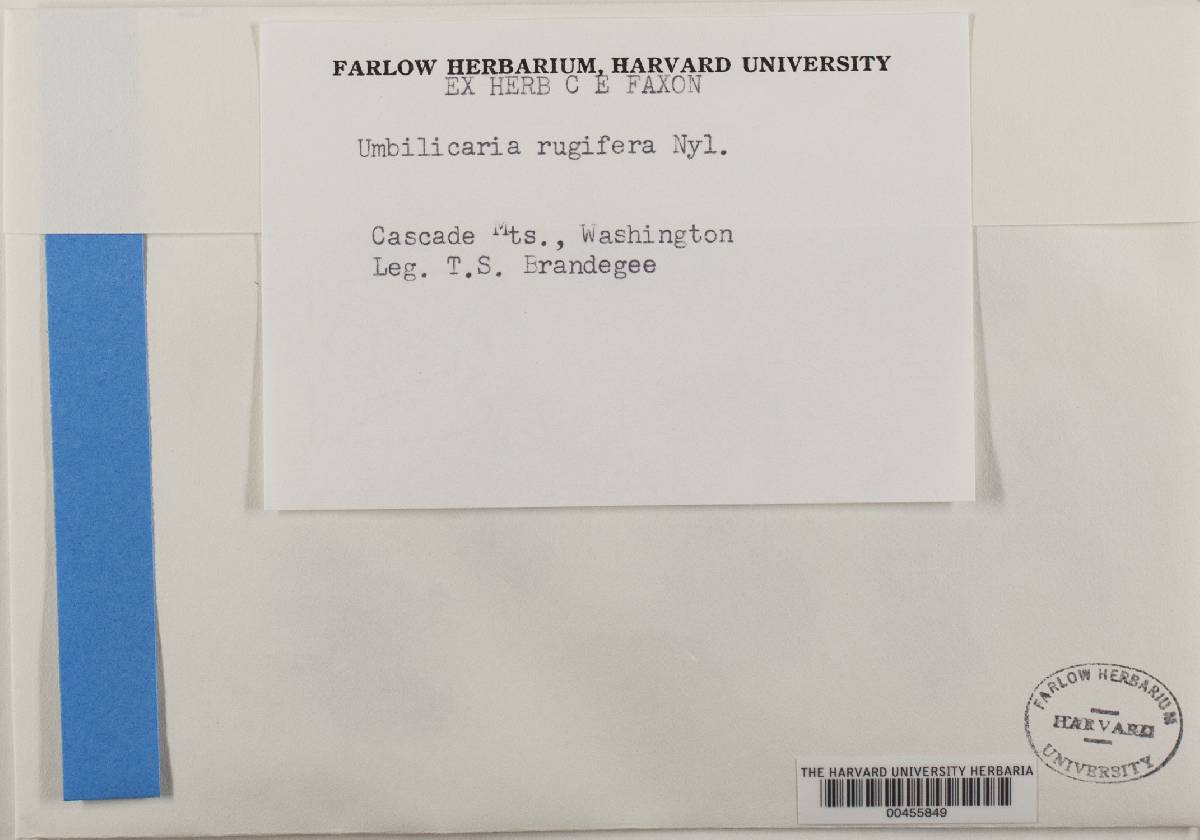 FARLOW HERBARIUM, HARVARD UNIVERSITY
EX HERB C E FAXON
Umbilicaria rugifera Nyl.
Cascade Mts., Washington
Leg. T.S. Brandegee
FARLOW HERBARIUM
HARVARD
UNIVERSITY
THE HARVARD UNIVERSITY HERBARIA
00455849